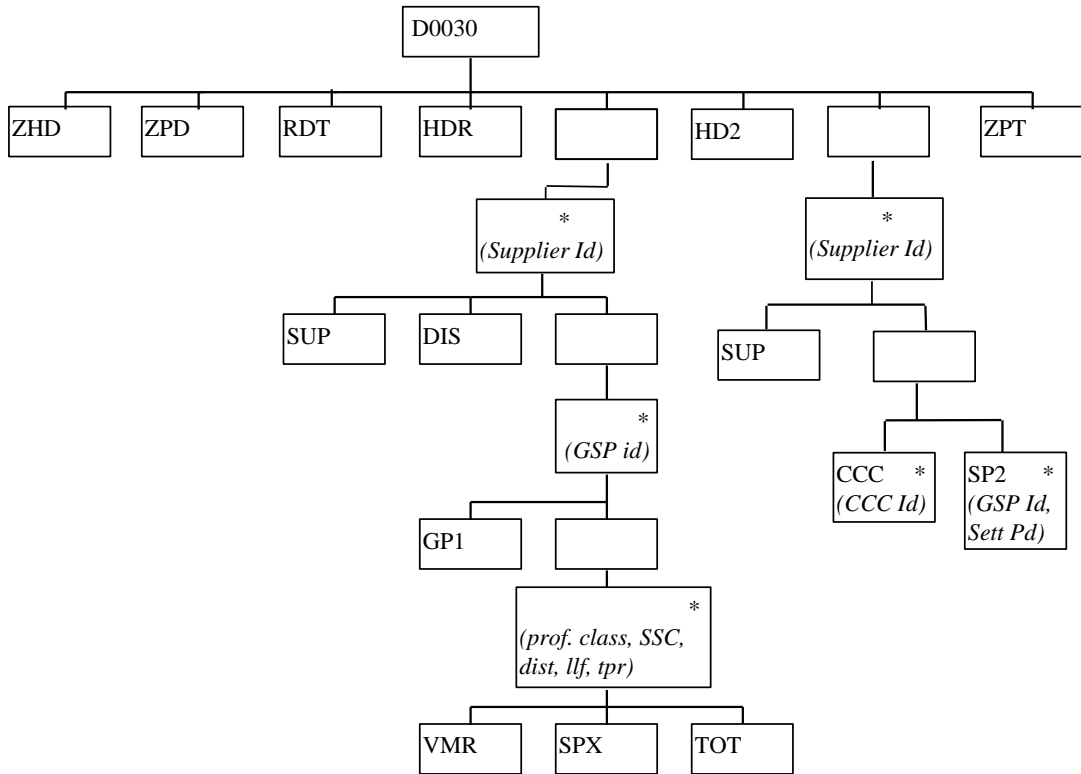 D0030
ZHD
ZPD
RDT
HDR
HD2
ZPT
*
(Supplier Id)
*
(Supplier Id)
SUP
DIS
SUP
*
(GSP id)
CCC *
(CCC Id)
SP2 *
(GSP Id,
Sett Pd)
GP1
*
(prof. class, SSC,
dist, llf, tpr)
VMR
SPX
TOT